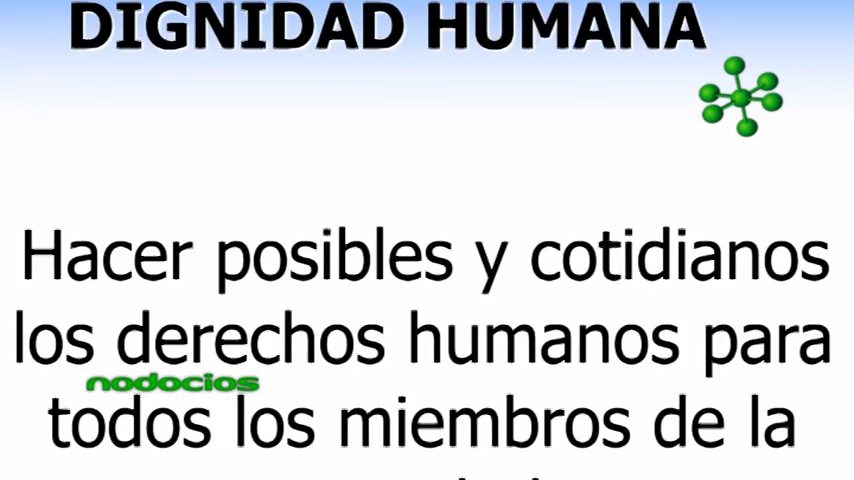 DIGNIDAD HUMANA
Hacer posibles y cotidianos
los derechos humanos para
nodocios
todos los miembros de la